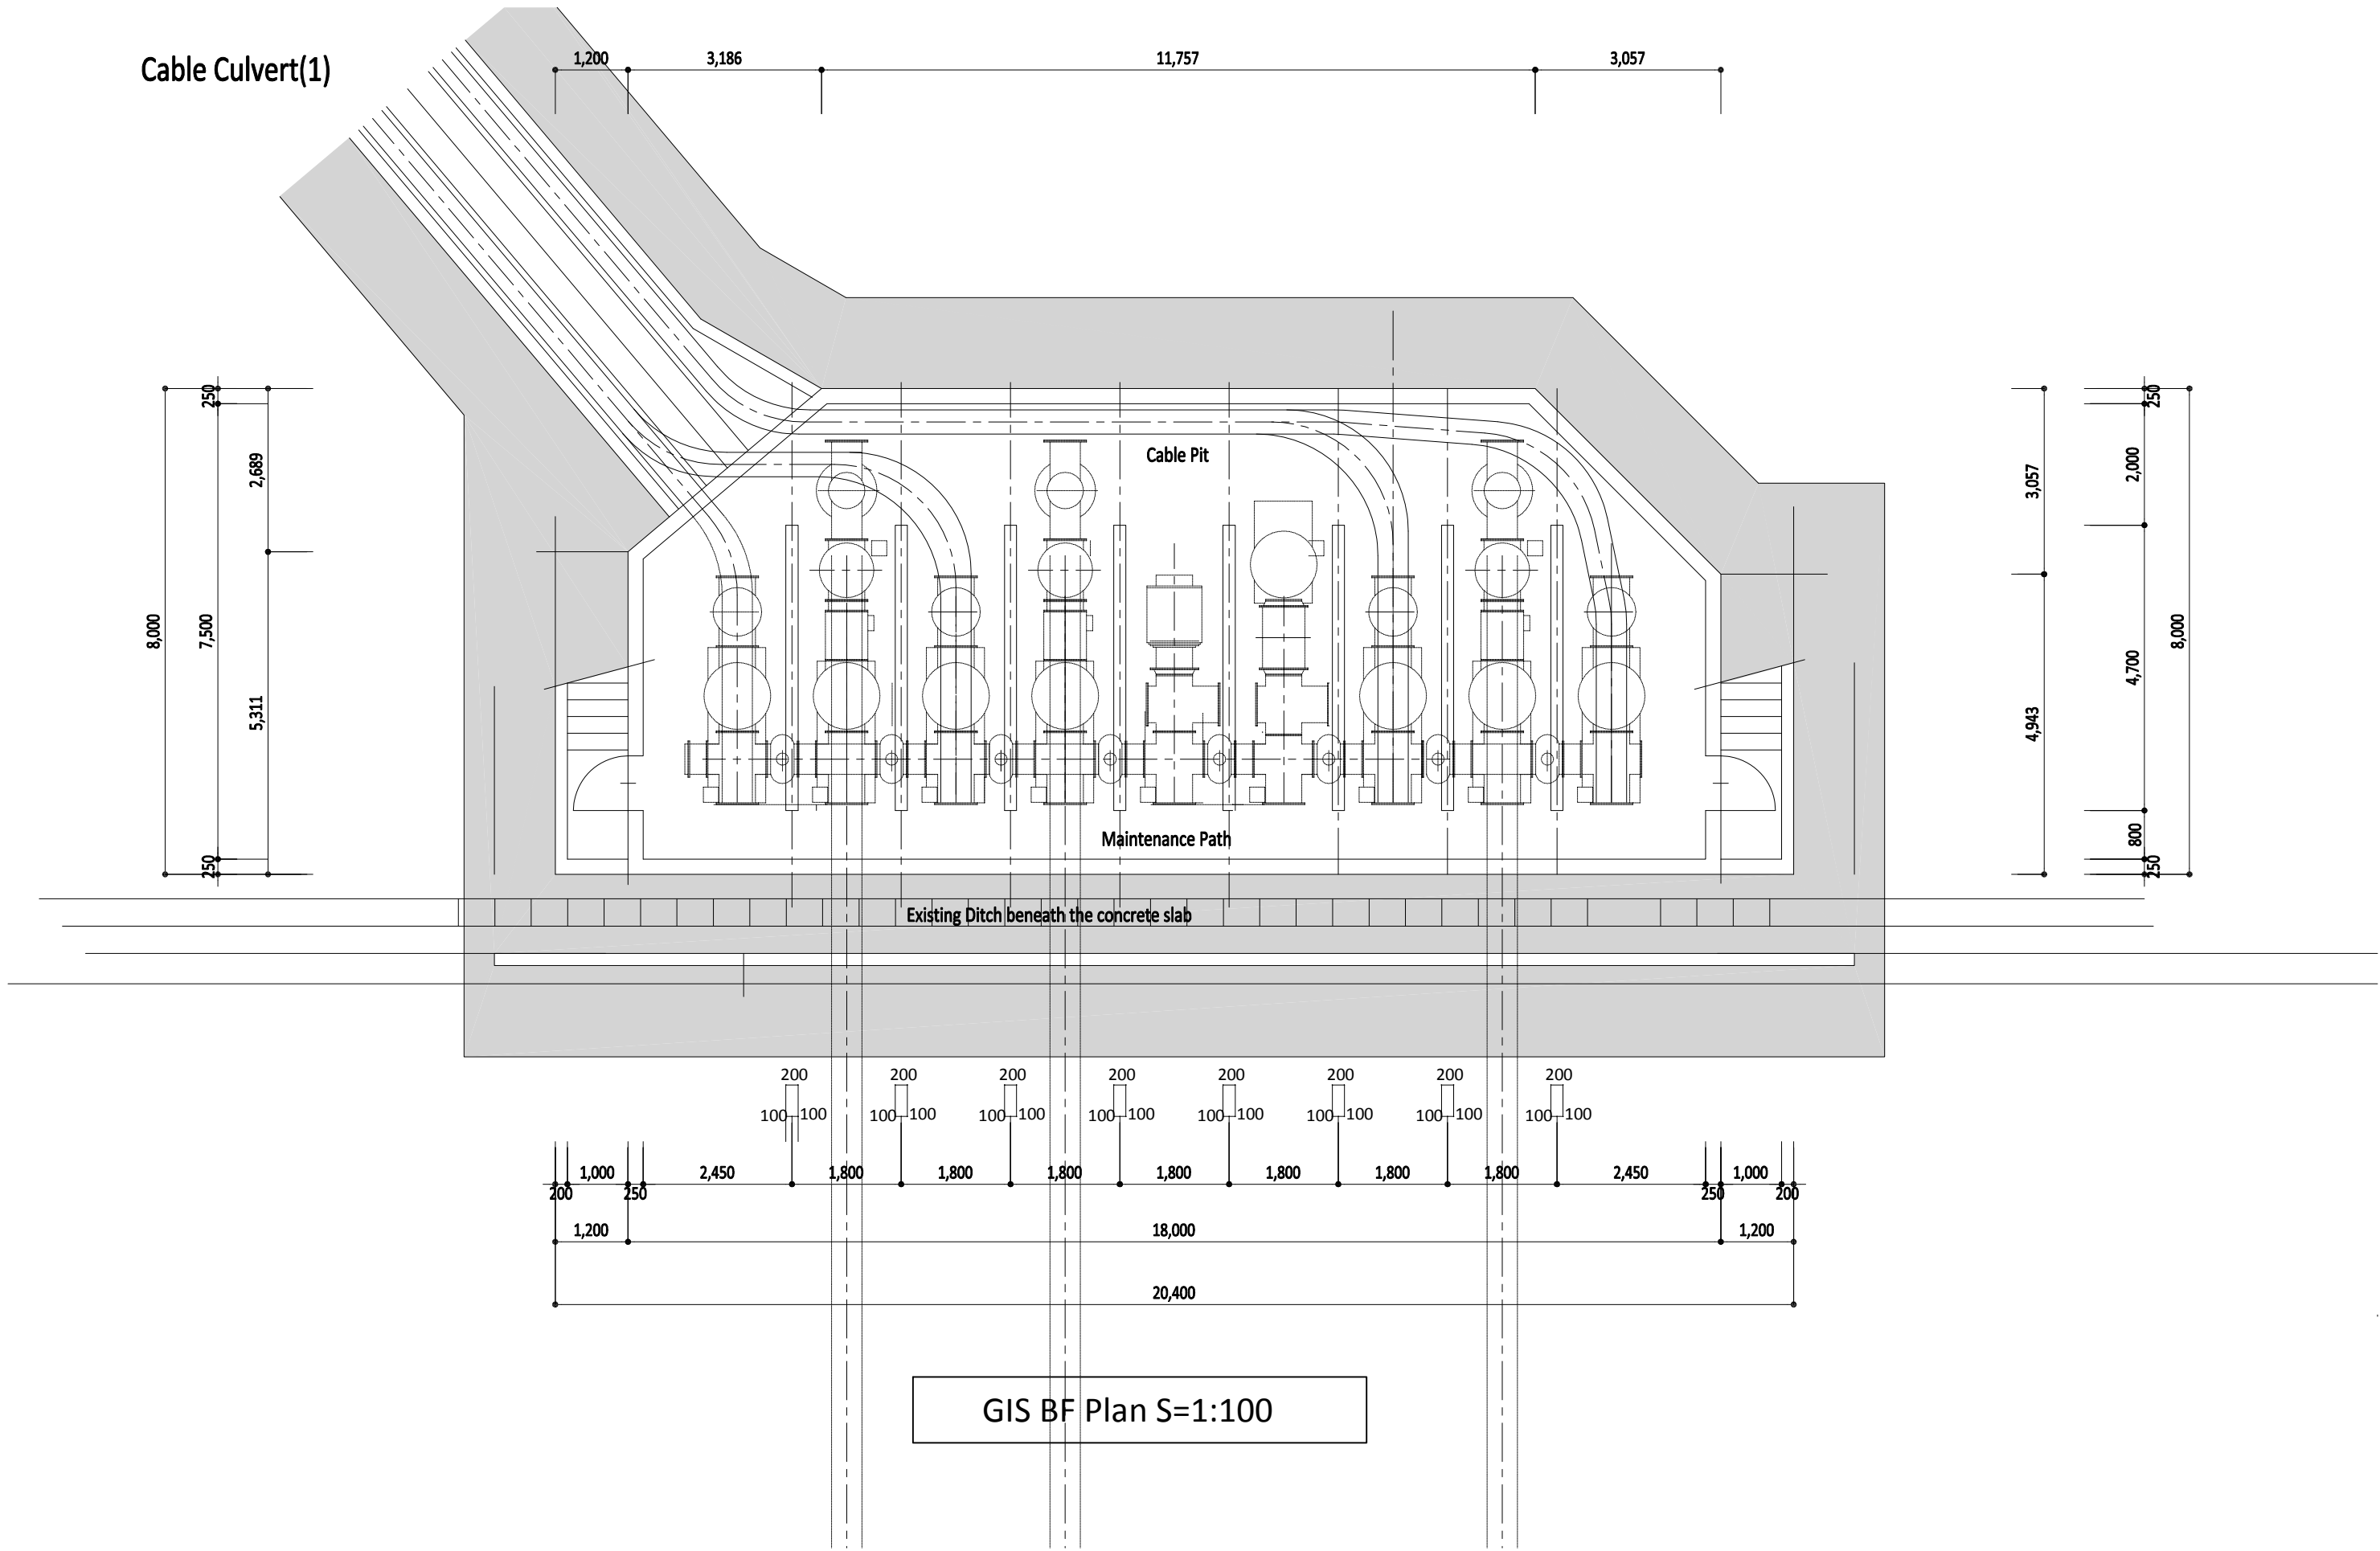 Cable Culvert(1)
1,200 3,186 11,757 3,057
250
2,689
8,000
7,500
5,311
250
Cable Pit
3,057
4,943
250
2,000
4,700
8,000
800
250
Maintenance Path
Existing Ditch beneath the concrete slab
200 200 200 200 200 200 200 200
100 100 100 100 100 100 100 100 100 100 100 100 100 100 100 100
1,000 2,450 1,800 1,800 1,800 1,800 1,800 1,800 1,800 2,450 1,000
200 250 250 200
1,200 18,000 1,200
20,400
GIS BF Plan S=1:100